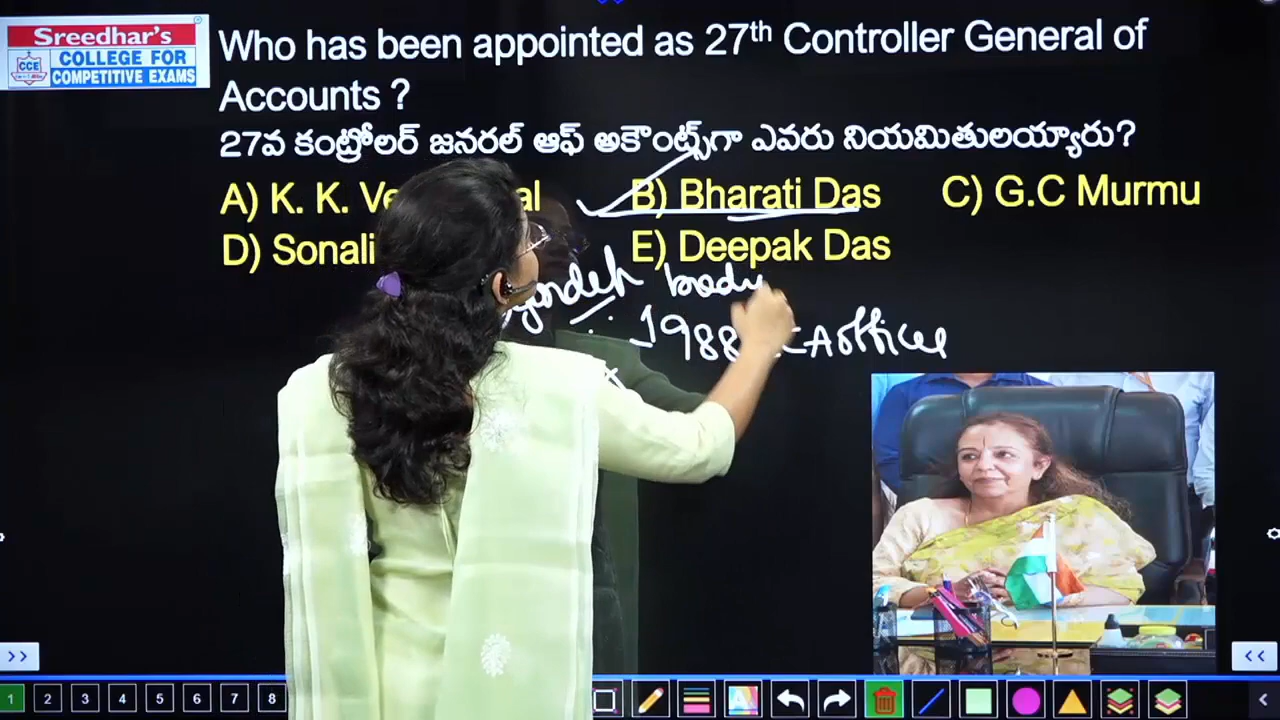 Sreedhar's
CCE
COLLEGE FOR
COMPETITIVE EXAMS
Who has been appointed as 27th Controller General of
Accounts ?
27వ కంట్రోలర్ జనరల్ ఆఫ్ అకౌంట్స్‌గా ఎవరు నియమితులయ్యారు?
A) K. K. B) Bharati Das C) G.C Murmu
D) Sonali E) Deepak Das
body
1988 office
>> <<
1 2 3 4 5 6 7 8